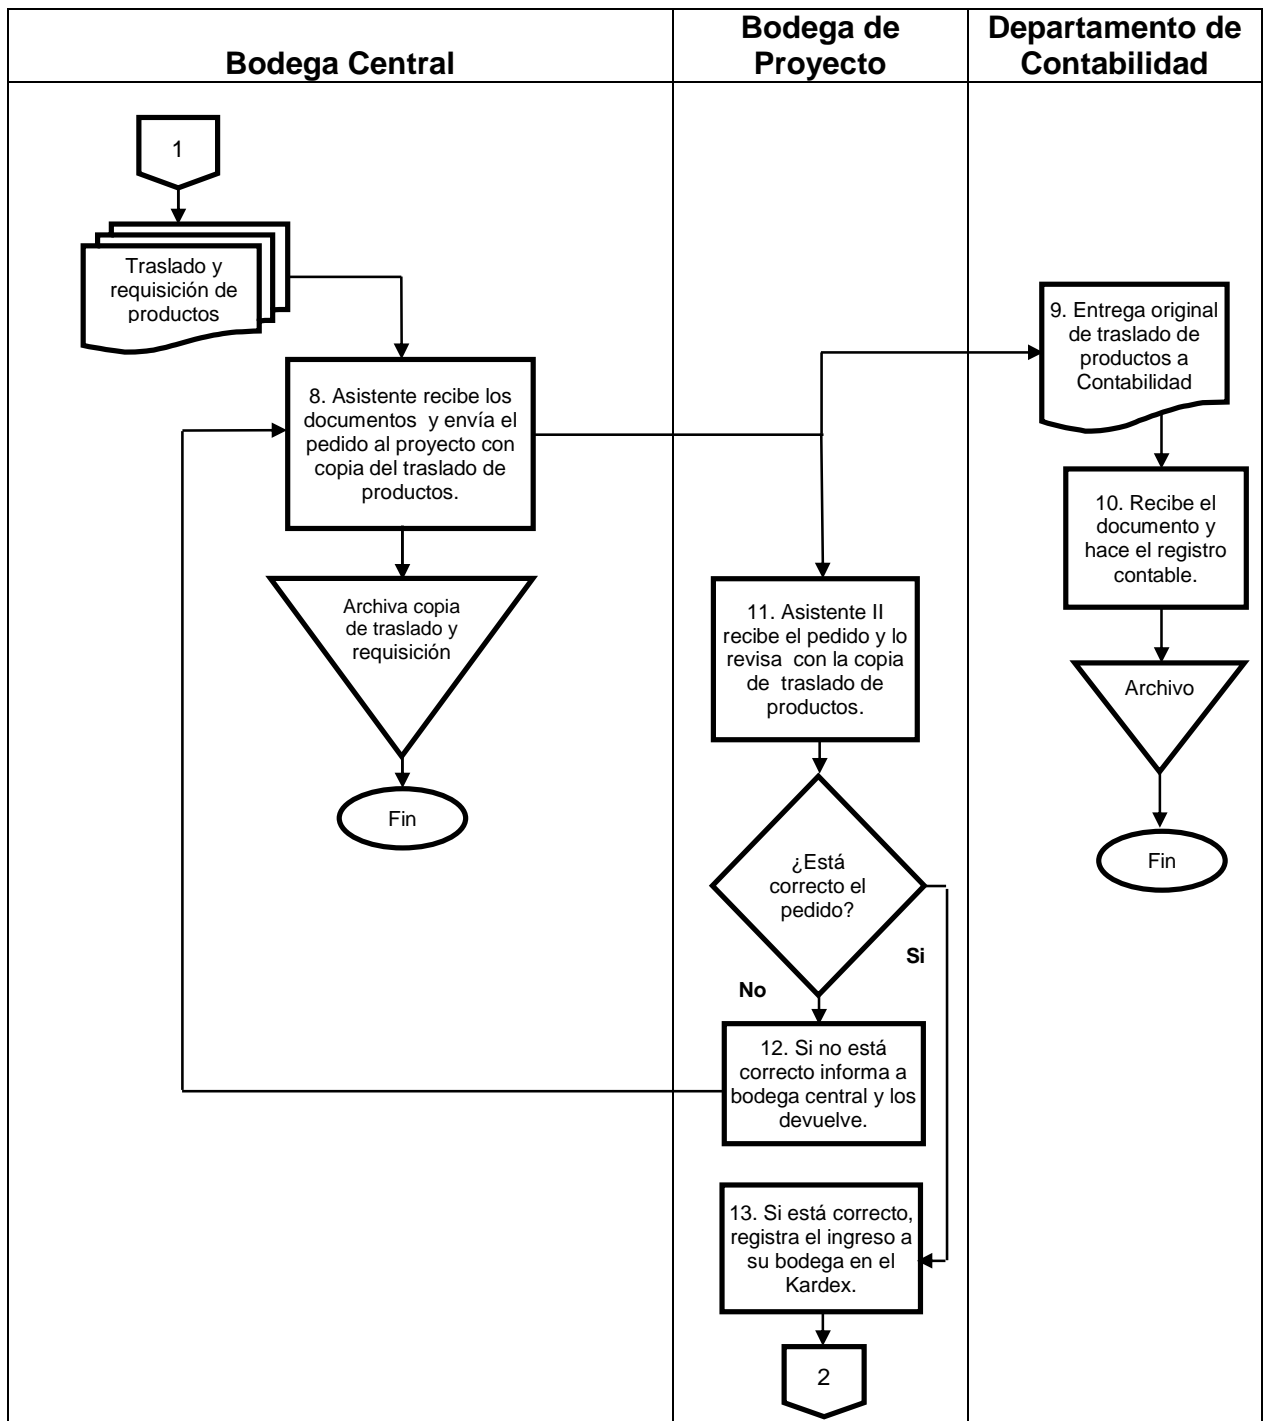 Bodega Central
Bodega de
Proyecto
Departamento de
Contabilidad
1
Traslado y
requisición de
productos
8. Asistente recibe los
documentos y envía el
pedido al proyecto con
copia del traslado de
productos.
Archiva copia
de traslado y
requisición
Fin
9. Entrega original
de traslado de
productos a
Contabilidad
10. Recibe el
documento y
hace el registro
contable.
Archivo
Fin
11. Asistente II
recibe el pedido y lo
revisa con la copia
de traslado de
productos.
¿Está
correcto el
pedido?
Si
No
12. Si no está
correcto informa a
bodega central y los
devuelve.
13. Si está correcto,
registra el ingreso a
su bodega en el
Kardex.
2